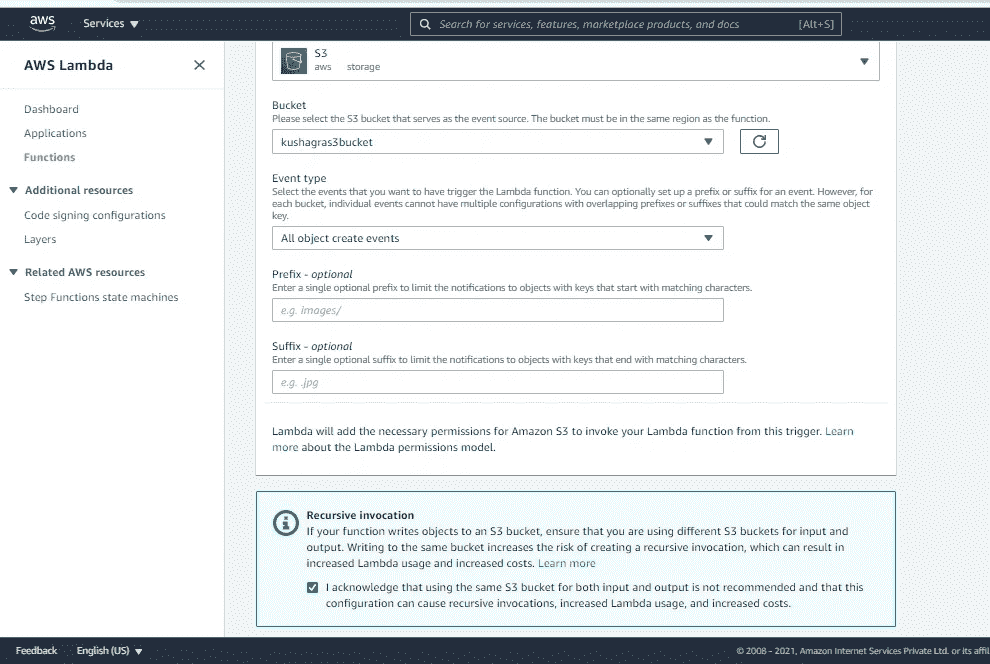 aws
Services
Search for services, features, marketplace products, and docs [Alt+S]
AWS Lambda
Dashboard
Applications
Functions
Additional resources
Code signing configurations
Layers
Related AWS resources
Step Functions state machines
S3
aws storage
Bucket
Please select the S3 bucket that serves as the event source. The bucket must be in the same region as the function.
kushagras3bucket
Event type
Select the events that you want to have trigger the Lambda function. You can optionally set up a prefix or suffix for an event. However, for
each bucket, individual events cannot have multiple configurations with overlapping prefixes or suffixes that could match the same object
key.
All object create events
Prefix - optional
Enter a single optional prefix to limit the notifications to objects with keys that start with matching characters.
e.g. images/
Suffix - optional
Enter a single optional suffix to limit the notifications to objects with keys that end with matching characters.
e.g. .jpg
Lambda will add the necessary permissions for Amazon S3 to invoke your Lambda function from this trigger. Learn
more about the Lambda permissions model.
Recursive invocation
If your function writes objects to an S3 bucket, ensure that you are using different S3 buckets for input and
output. Writing to the same bucket increases the risk of creating a recursive invocation, which can result in
increased Lambda usage and increased costs. Learn more
I acknowledge that using the same S3 bucket for both input and output is not recommended and that this
configuration can cause recursive invocations, increased Lambda usage, and increased costs.
Feedback English (US) © 2008 - 2021, Amazon Internet Services Private Ltd. or its affil